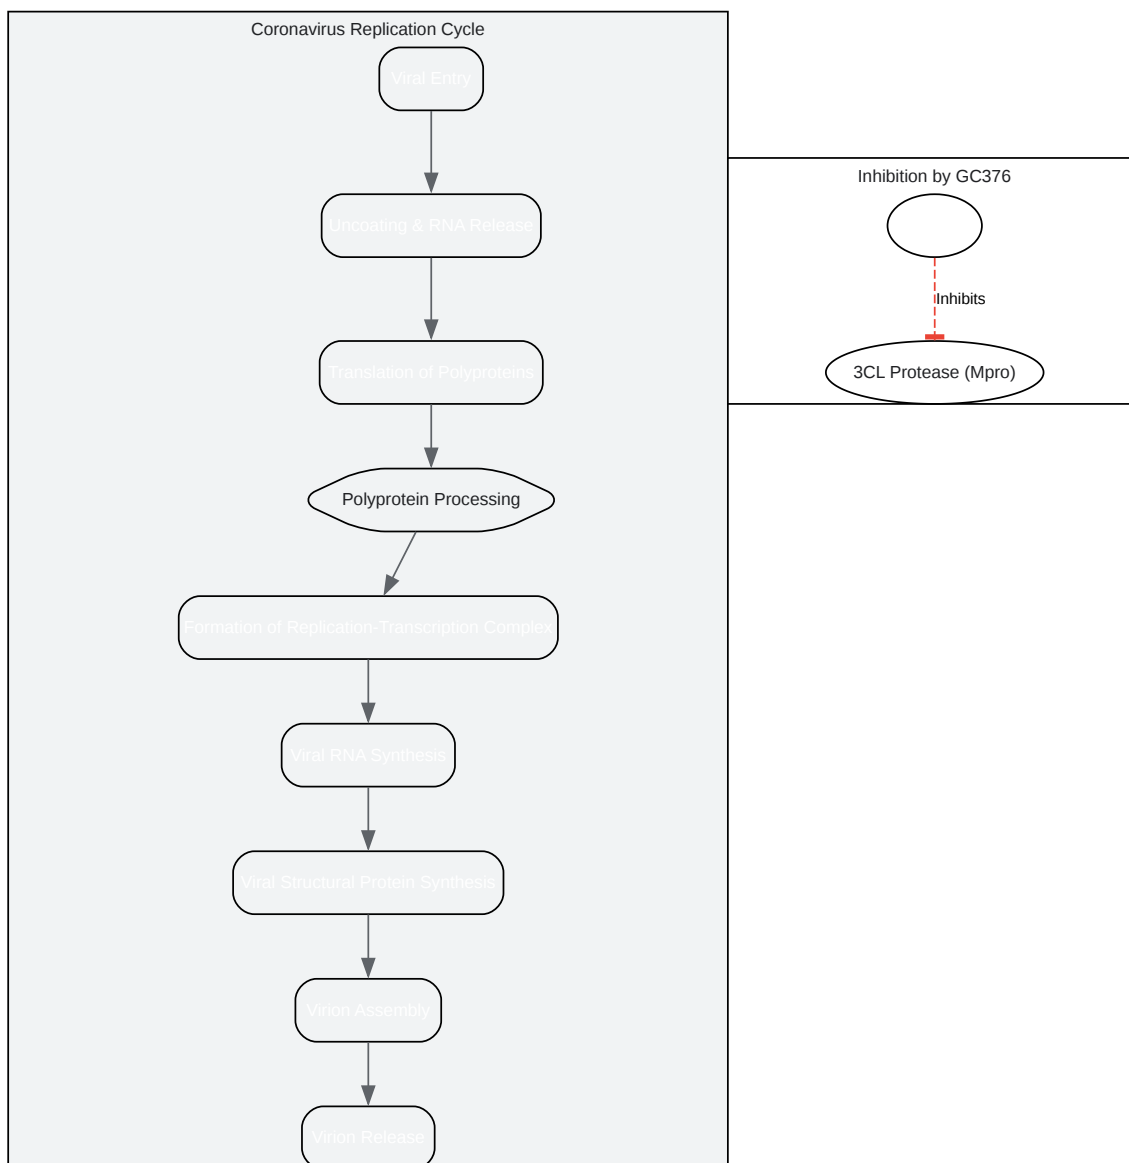 Coronavirus Replication Cycle
Viral Entry
Uncoating & RNA Release
Translation of Polyproteins
Polyprotein Processing
Formation of Replication-Transcription Complex
Viral RNA Synthesis
Viral Structural Protein Synthesis
Virion Assembly
Virion Release
Inhibition by GC376
Inhibits
3CL Protease (Mpro)